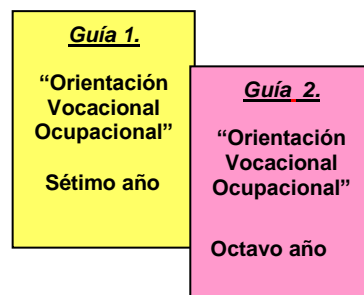 Guía 1.
“Orientación
Vocacional
Ocupacional”
Sétimo año
Guía 2.
“Orientación
Vocacional
Ocupacional”
Octavo año